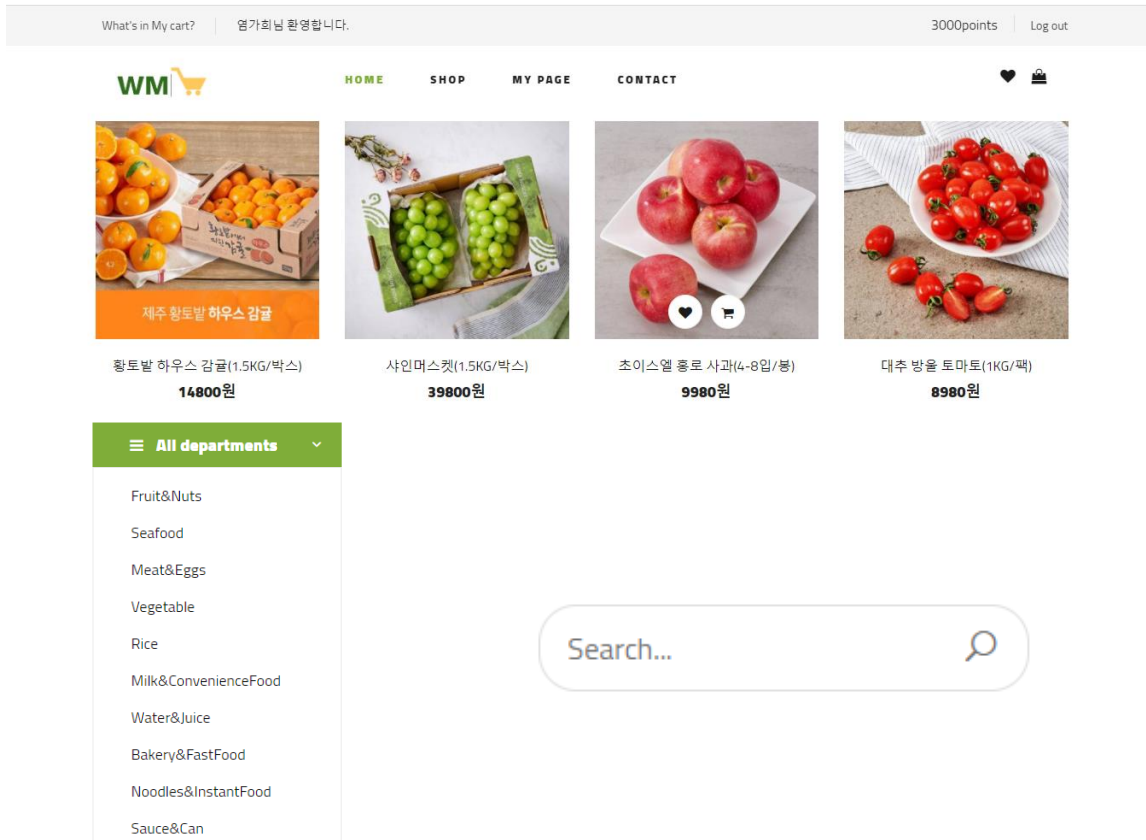 What's in My cart?
염가희님 환영합니다.
3000points
Log out
WM
HOME
SHOP
MY PAGE
CONTACT
제주 황토밭 하우스 감귤
황토밭 하우스 감귤(1.5KG/박스)
14800원
샤인머스켓(1.5KG/박스)
39800원
초이스엘 홍로 사과(4-8입/봉)
9980원
대추 방울 토마토(1KG/팩)
8980원
All departments
Fruit&Nuts
Seafood
Meat&Eggs
Vegetable
Rice
Milk&ConvenienceFood
Water&Juice
Bakery&FastFood
Noodles&InstantFood
Sauce&Can
Search...